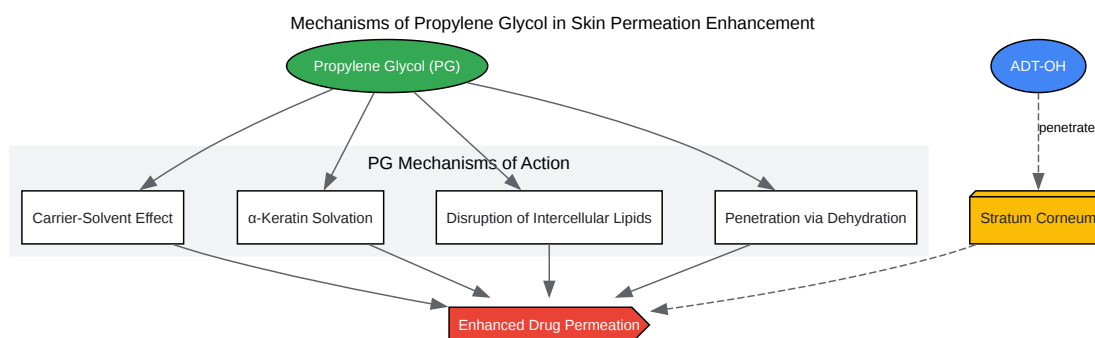 Mechanisms of Propylene Glycol in Skin Permeation Enhancement
Propylene Glycol (PG)
ADT-OH
penetrate
PG Mechanisms of Action
Carrier-Solvent Effect
α-Keratin Solvation
Disruption of Intercellular Lipids
Penetration via Dehydration
Stratum Corneum
Enhanced Drug Permeation